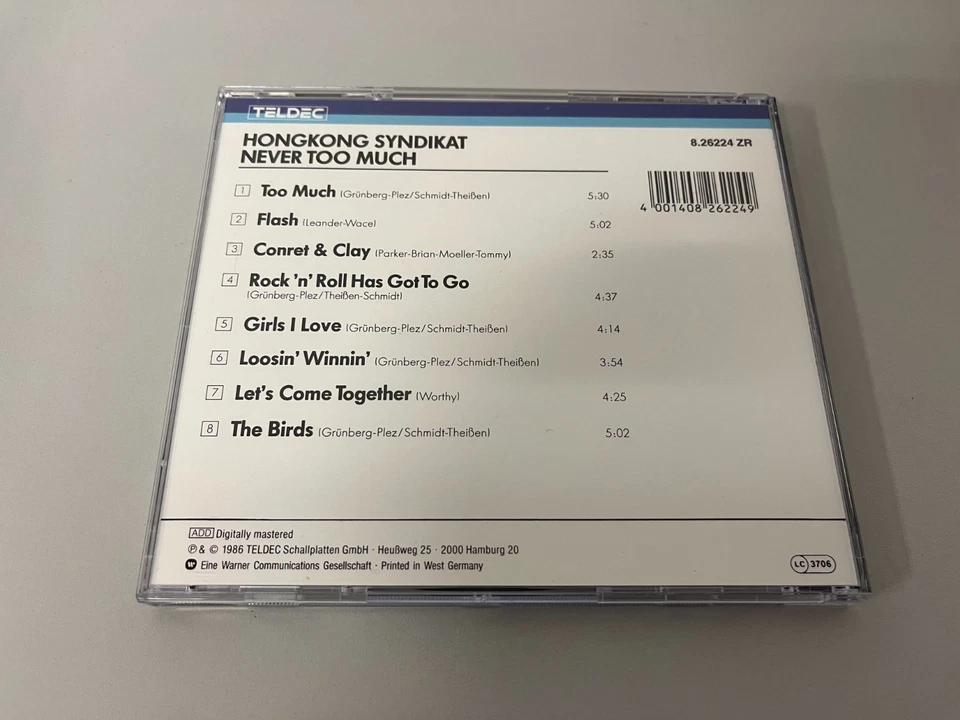 TELDEC
HONGKONG SYNDIKAT
NEVER TOO MUCH
8.26224 ZR
1 Too Much (Grünberg-Plez/Schmidt-Theißen) 5:30
4 001408 262249
2 Flash (Leander-Wace) 5:02
3 Conret & Clay (Parker-Brian-Moeller-Tommy) 2:35
4 Rock 'n' Roll Has Got To Go
(Grünberg-Plez/Theißen-Schmidt) 4:37
5 Girls I Love (Grünberg-Plez/Schmidt-Theißen) 4:14
6 Loosin' Winnin' (Grünberg-Plez/Schmidt-Theißen) 3:54
7 Let's Come Together (Worthy) 4:25
8 The Birds (Grünberg-Plez/Schmidt-Theißen) 5:02
ADD Digitally mastered
℗ & © 1986 TELDEC Schallplatten GmbH · Heußweg 25 · 2000 Hamburg 20
Eine Warner Communications Gesellschaft · Printed in West Germany
LC 3706